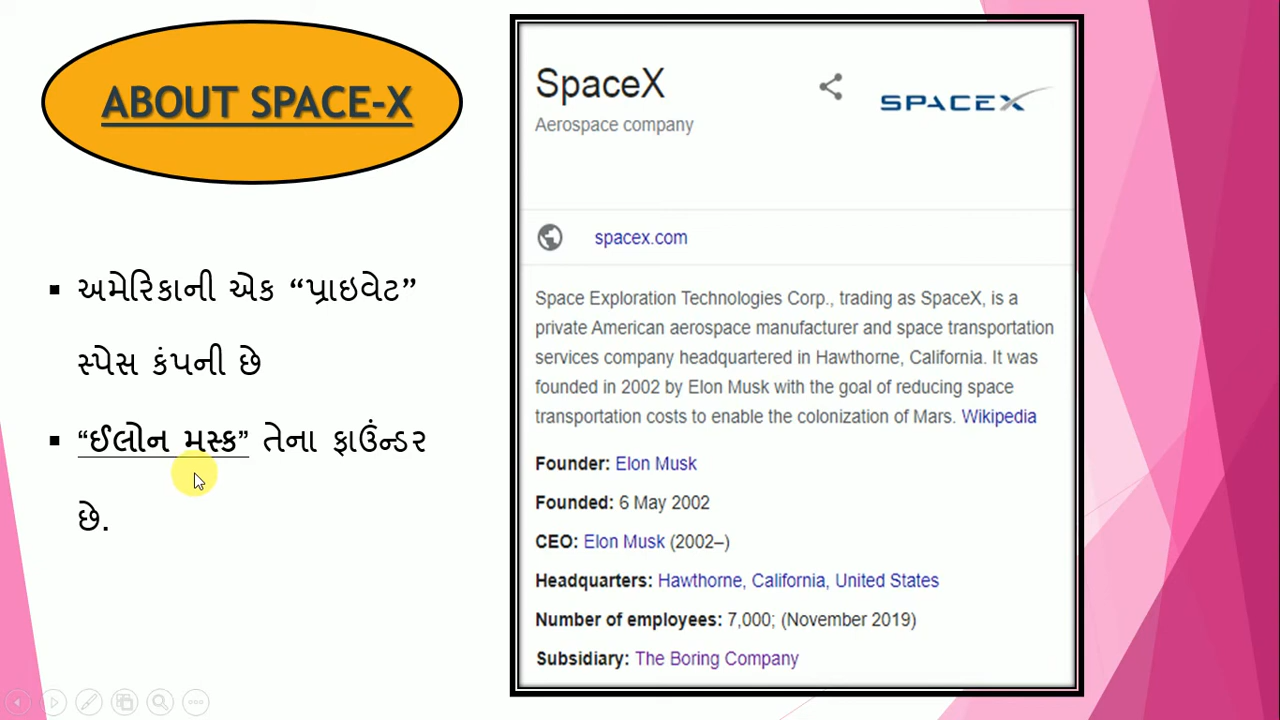 ABOUT SPACE-X
▪ અમેરિકાની એક “પ્રાઇવેટ”
સ્પેસ કંપની છે
▪ “ઈલોન મસ્ક” તેના ફાઉંન્ડર
છે.
SpaceX
Aerospace company
SPACEX
spacex.com
Space Exploration Technologies Corp., trading as SpaceX, is a
private American aerospace manufacturer and space transportation
services company headquartered in Hawthorne, California. It was
founded in 2002 by Elon Musk with the goal of reducing space
transportation costs to enable the colonization of Mars. Wikipedia
Founder: Elon Musk
Founded: 6 May 2002
CEO: Elon Musk (2002–)
Headquarters: Hawthorne, California, United States
Number of employees: 7,000; (November 2019)
Subsidiary: The Boring Company